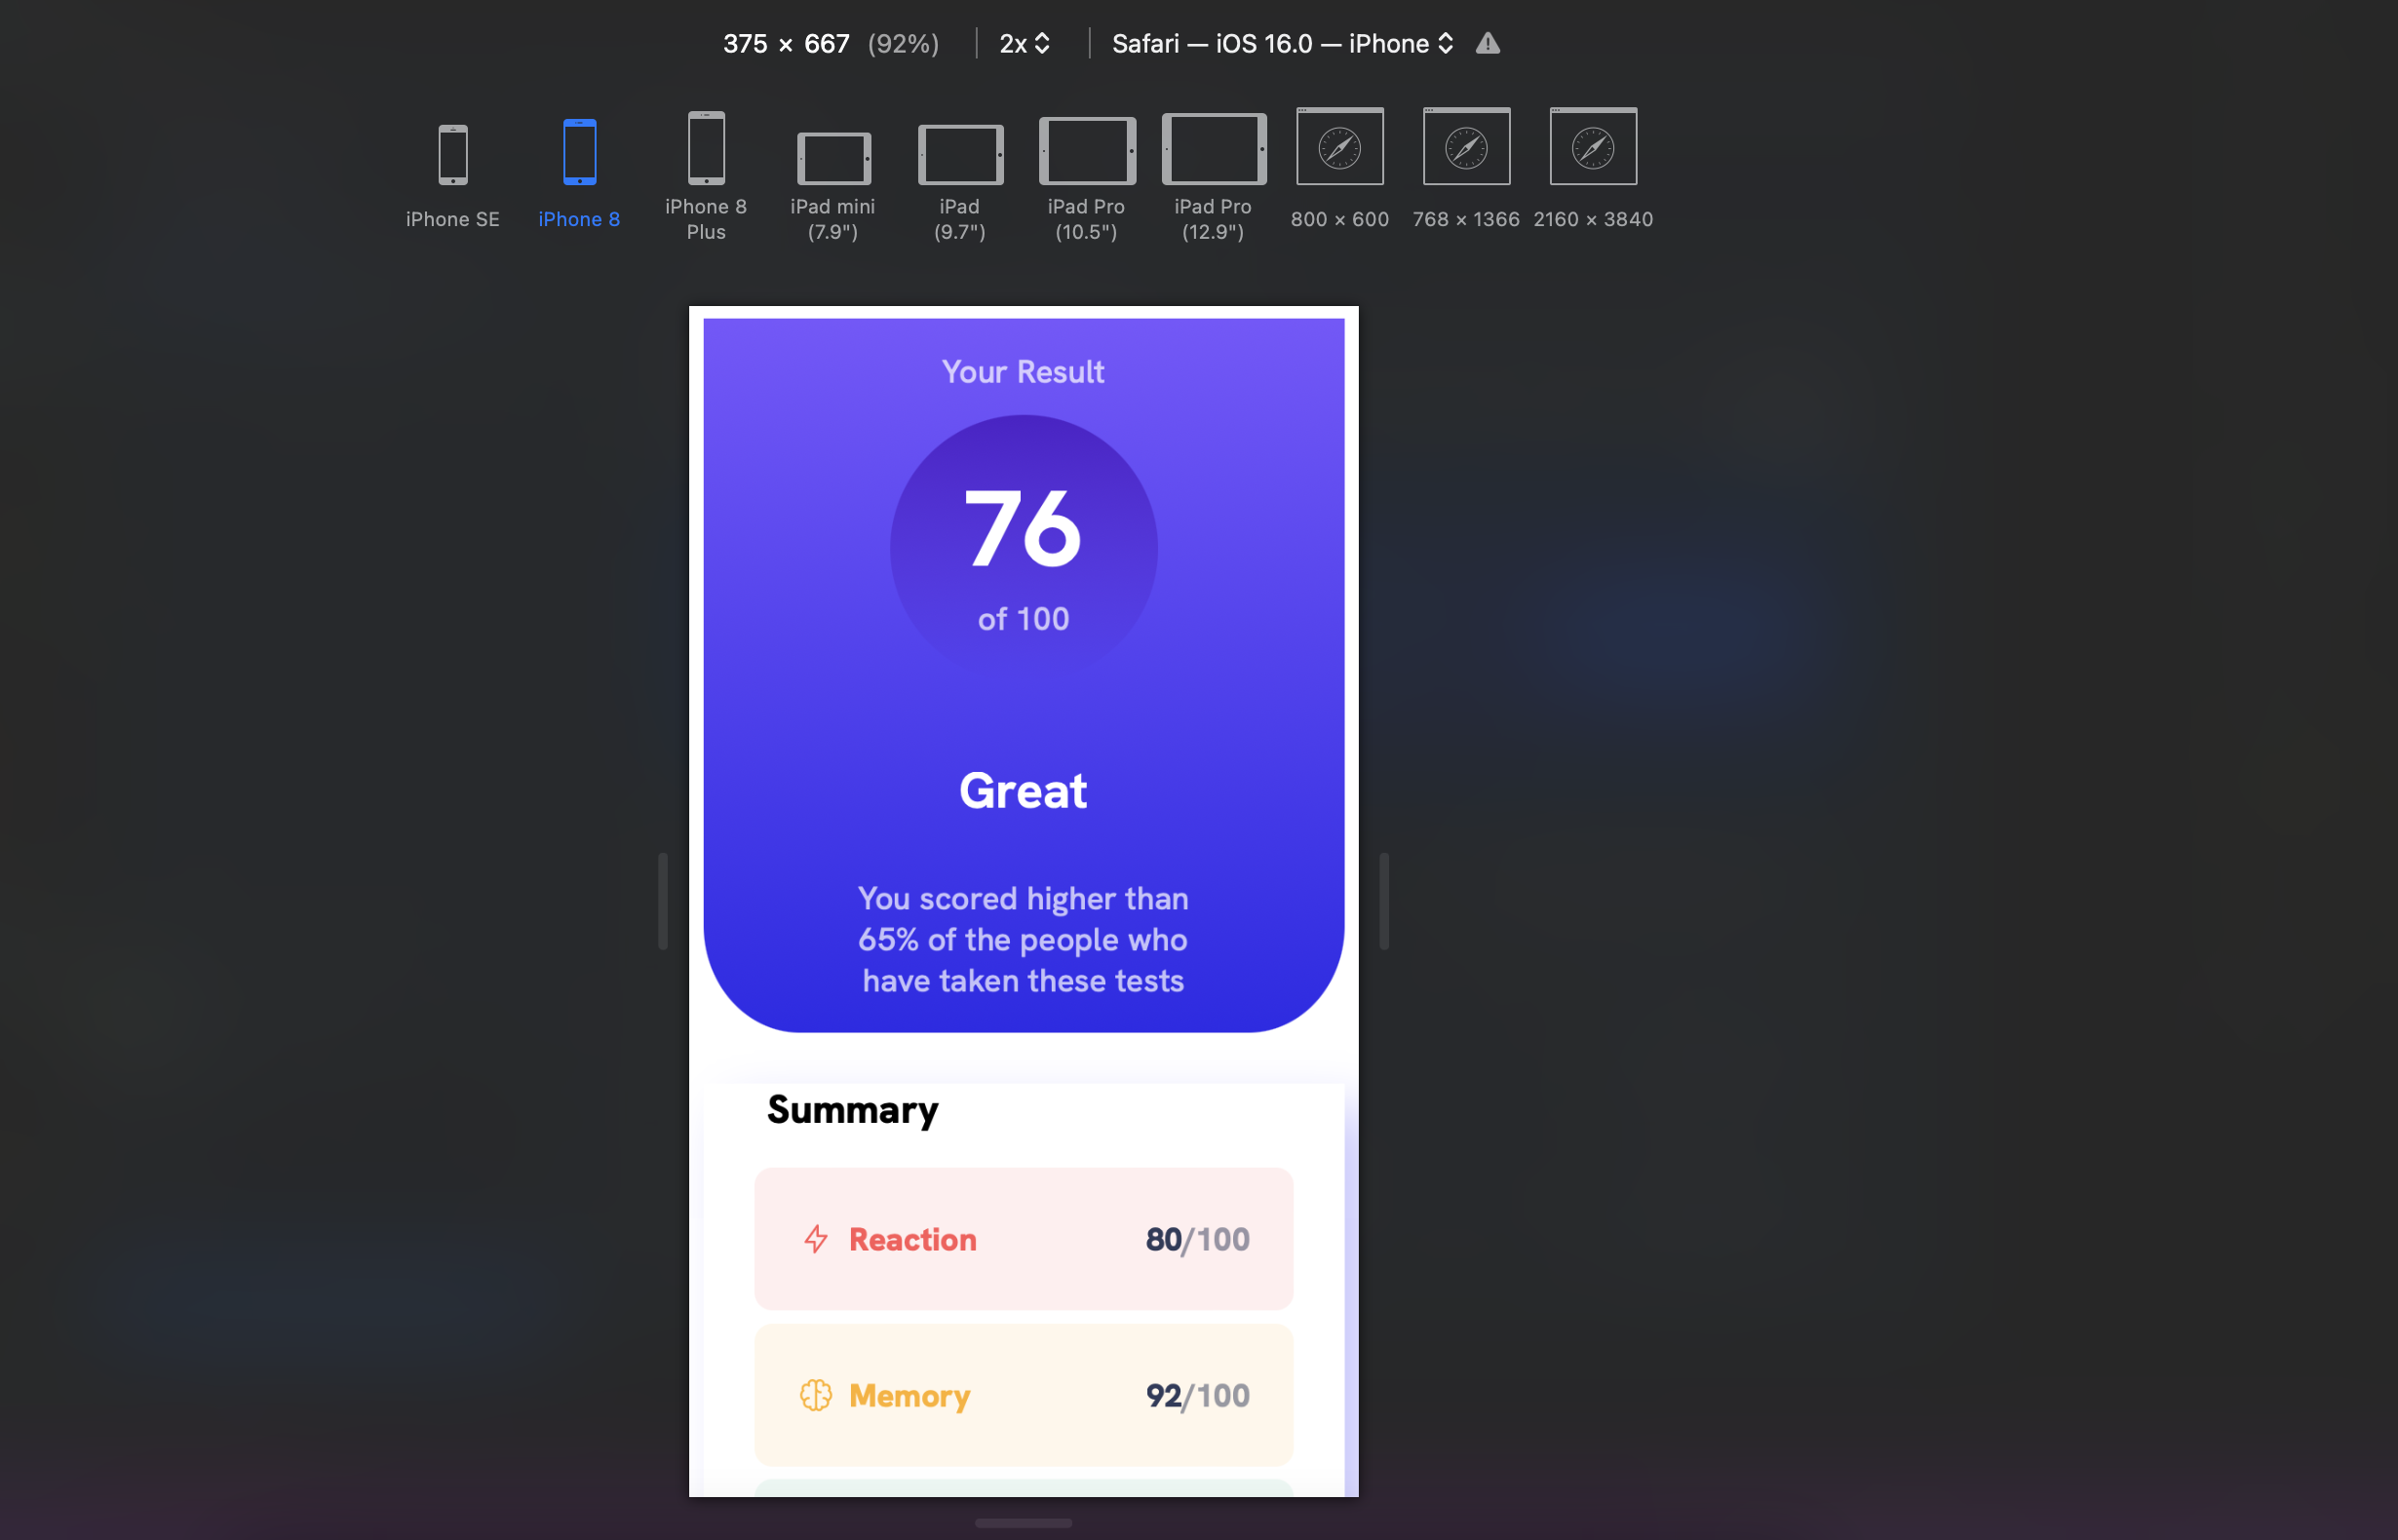 375 × 667 (92%) 2x Safari — iOS 16.0 — iPhone
iPhone SE
iPhone 8
iPhone 8
Plus
iPad mini
(7.9")
iPad
(9.7")
iPad Pro
(10.5")
iPad Pro
(12.9")
800 × 600
768 × 1366
2160 × 3840
Your Result
76
of 100
Great
You scored higher than
65% of the people who
have taken these tests
Summary
Reaction 80/100
Memory 92/100